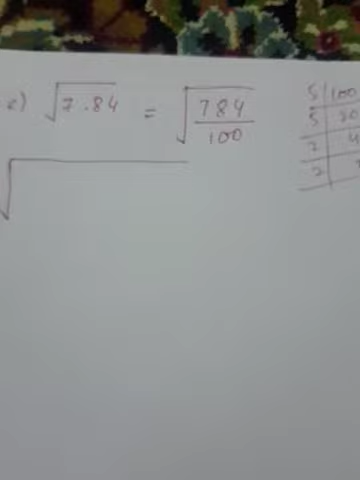 e) √7.84 = √784/100
5 | 100
5 | 20
2 | 4
2